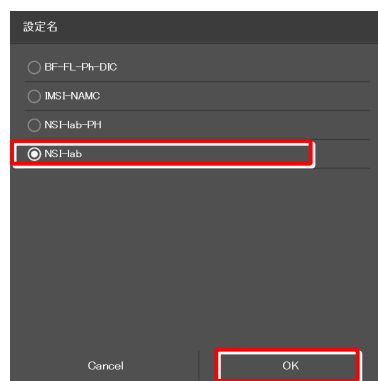 設定名
BF-FL-Ph-DIC
IMSI-NAMC
NSI-lab-PH
NSI-lab
Cancel
OK